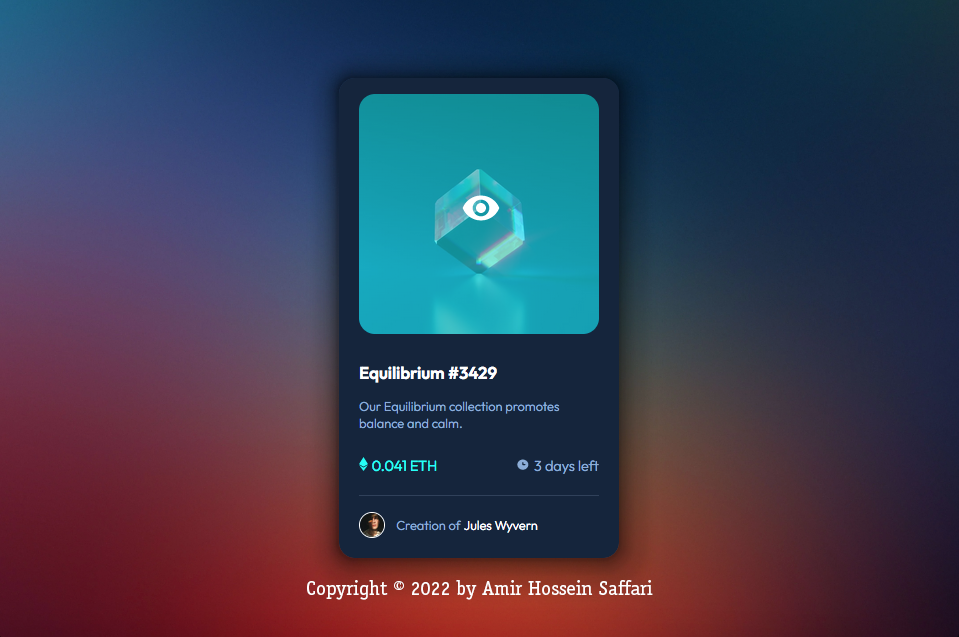 Equilibrium #3429
Our Equilibrium collection promotes
balance and calm.
0.041 ETH
3 days left
Creation of Jules Wyvern
Copyright © 2022 by Amir Hossein Saffari